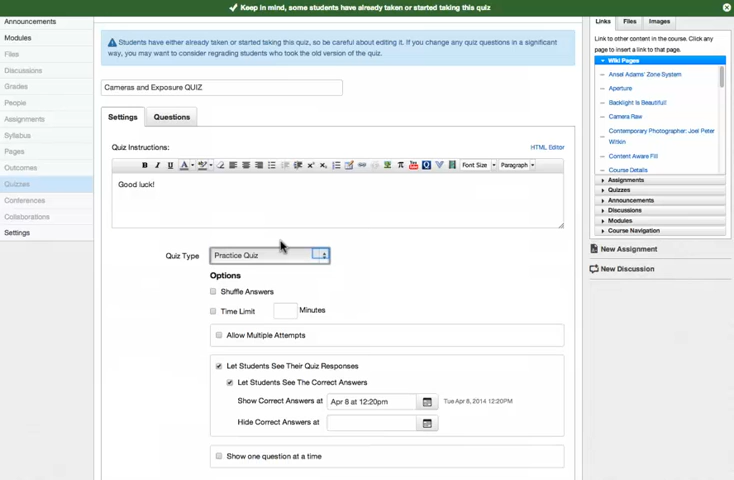 Keep in mind, some students have already taken or started taking this quiz
Announcements
Modules
Files
Discussions
Grades
People
Assignments
Syllabus
Pages
Outcomes
Quizzes
Conferences
Collaborations
Settings
Students have either already taken or started taking this quiz, so be careful about editing it. If you change any quiz questions in a significant
way, you may want to consider regrading students who took the old version of the quiz.
Cameras and Exposure QUIZ
Settings
Questions
Quiz Instructions:
HTML Editor
B I U A
Font Size
Paragraph
Good luck!
Quiz Type
Practice Quiz
Options
Shuffle Answers
Time Limit
Minutes
Allow Multiple Attempts
Let Students See Their Quiz Responses
Let Students See The Correct Answers
Show Correct Answers at
Apr 8 at 12:20pm
Tue Apr 8, 2014 12:20PM
Hide Correct Answers at
Show one question at a time
Links
Files
Images
Link to other content in the course. Click any
page to insert a link to that page.
Wiki Pages
Ansel Adams' Zone System
Aperture
Backlight Is Beautiful!
Camera Raw
Contemporary Photographer: Joel Peter
Witkin
Content Aware Fill
Course Details
Assignments
Quizzes
Announcements
Discussions
Modules
Course Navigation
New Assignment
New Discussion